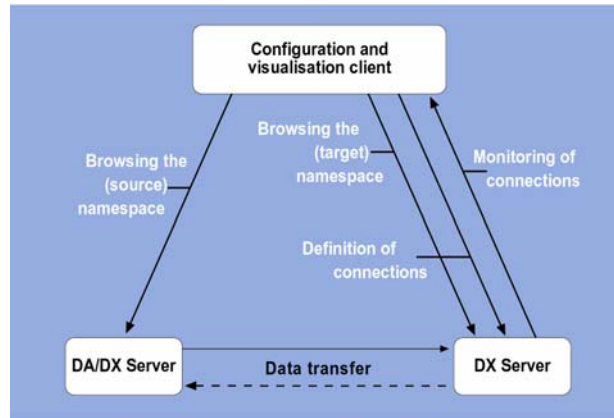 Configuration and
visualisation client
Browsing the
(source)
namespace
Browsing the
(target)
namespace
Monitoring of
connections
Definition of
connections
DA/DX Server
Data transfer
DX Server